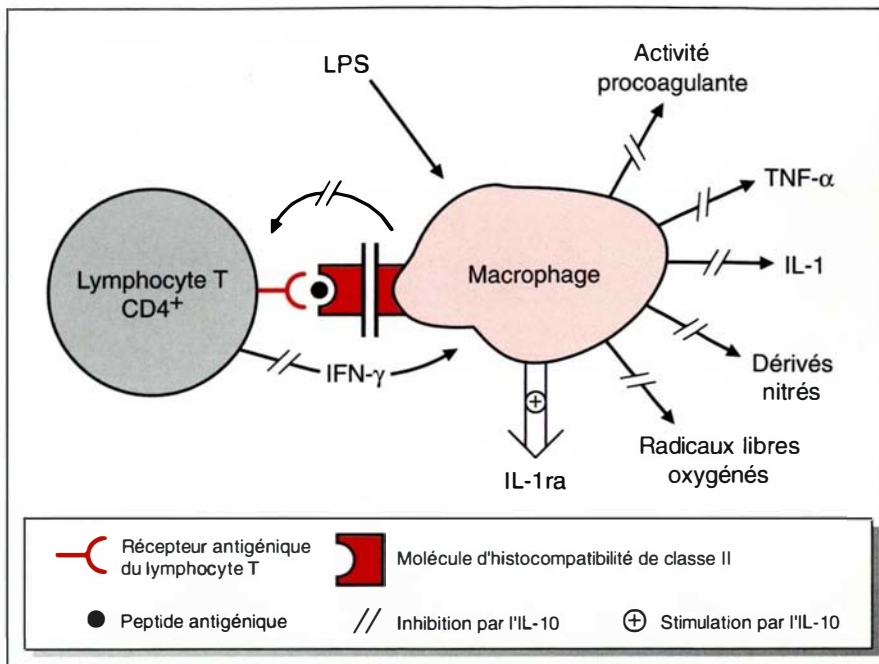 Activité
procoagulante
LPS
TNF-α
IL-1
Lymphocyte T
CD4+
Macrophage
IFN-γ
Dérivés
nitrés
Radicaux libres
oxygénés
+
IL-1ra
Récepteur antigénique
du lymphocyte T
Molécule d'histocompatibilité de classe II
Peptide antigénique
// Inhibition par l'IL-10
+ Stimulation par l'IL-10